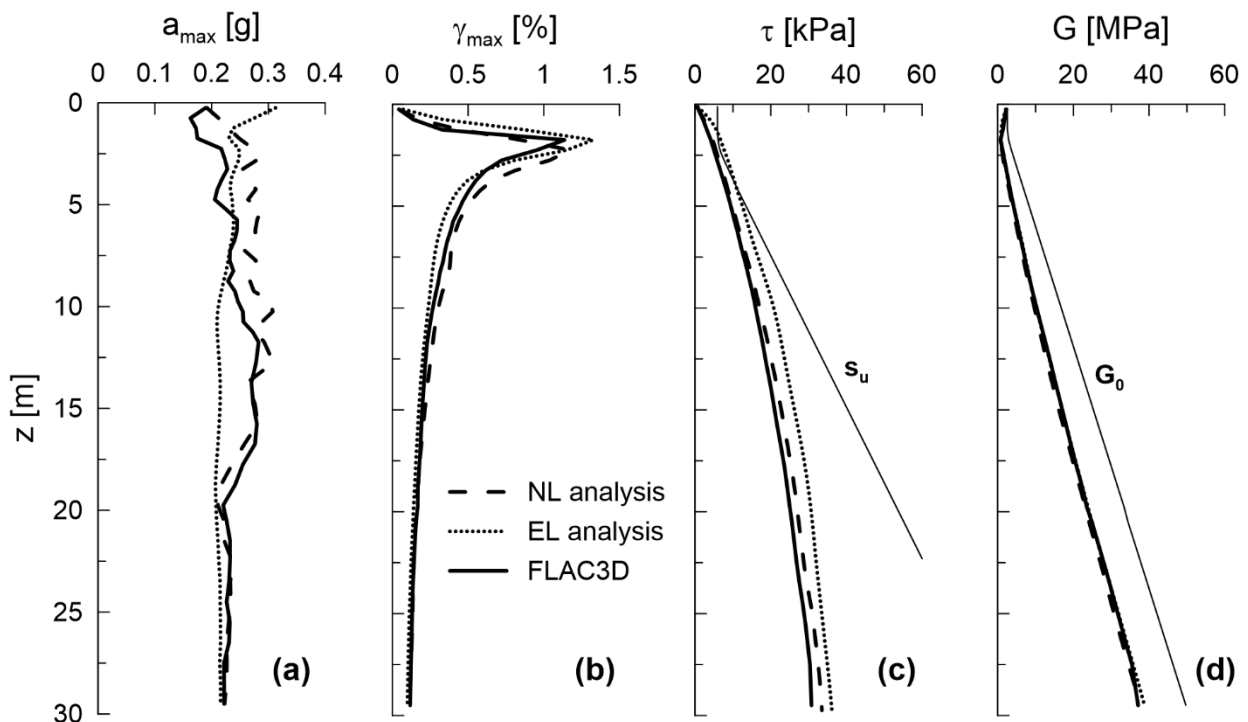 a_max [g]
0 0.1 0.2 0.3 0.4
γ_max [%]
0 0.5 1 1.5
τ [kPa]
0 20 40 60
G [MPa]
0 20 40 60
z [m]
0
5
10
15
20
25
30
s_u
G_0
NL analysis
EL analysis
FLAC3D
(a)
(b)
(c)
(d)